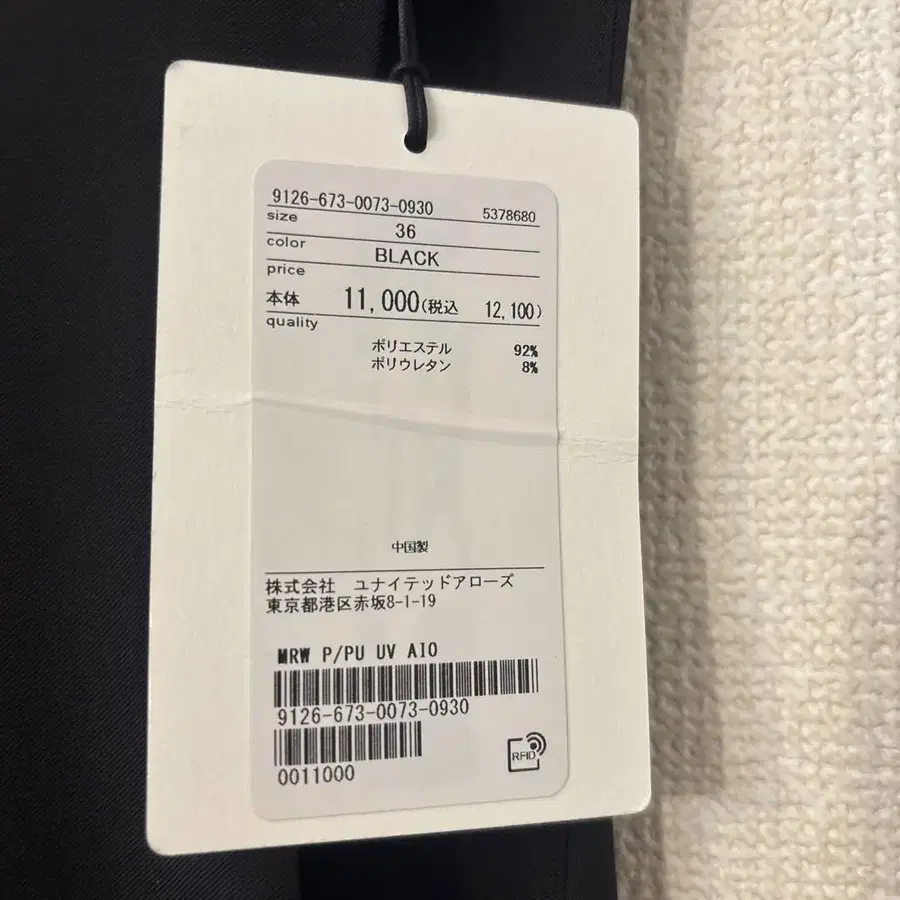 9126-673-0073-0930 5378680
size
36
color
BLACK
price
本体 11,000(税込 12,100)
quality
ポリエステル 92%
ポリウレタン 8%
中国製
株式会社 ユナイテッドアローズ
東京都港区赤坂8-1-19
MRW P/PU UV AIO
9126-673-0073-0930
0011000
RFID